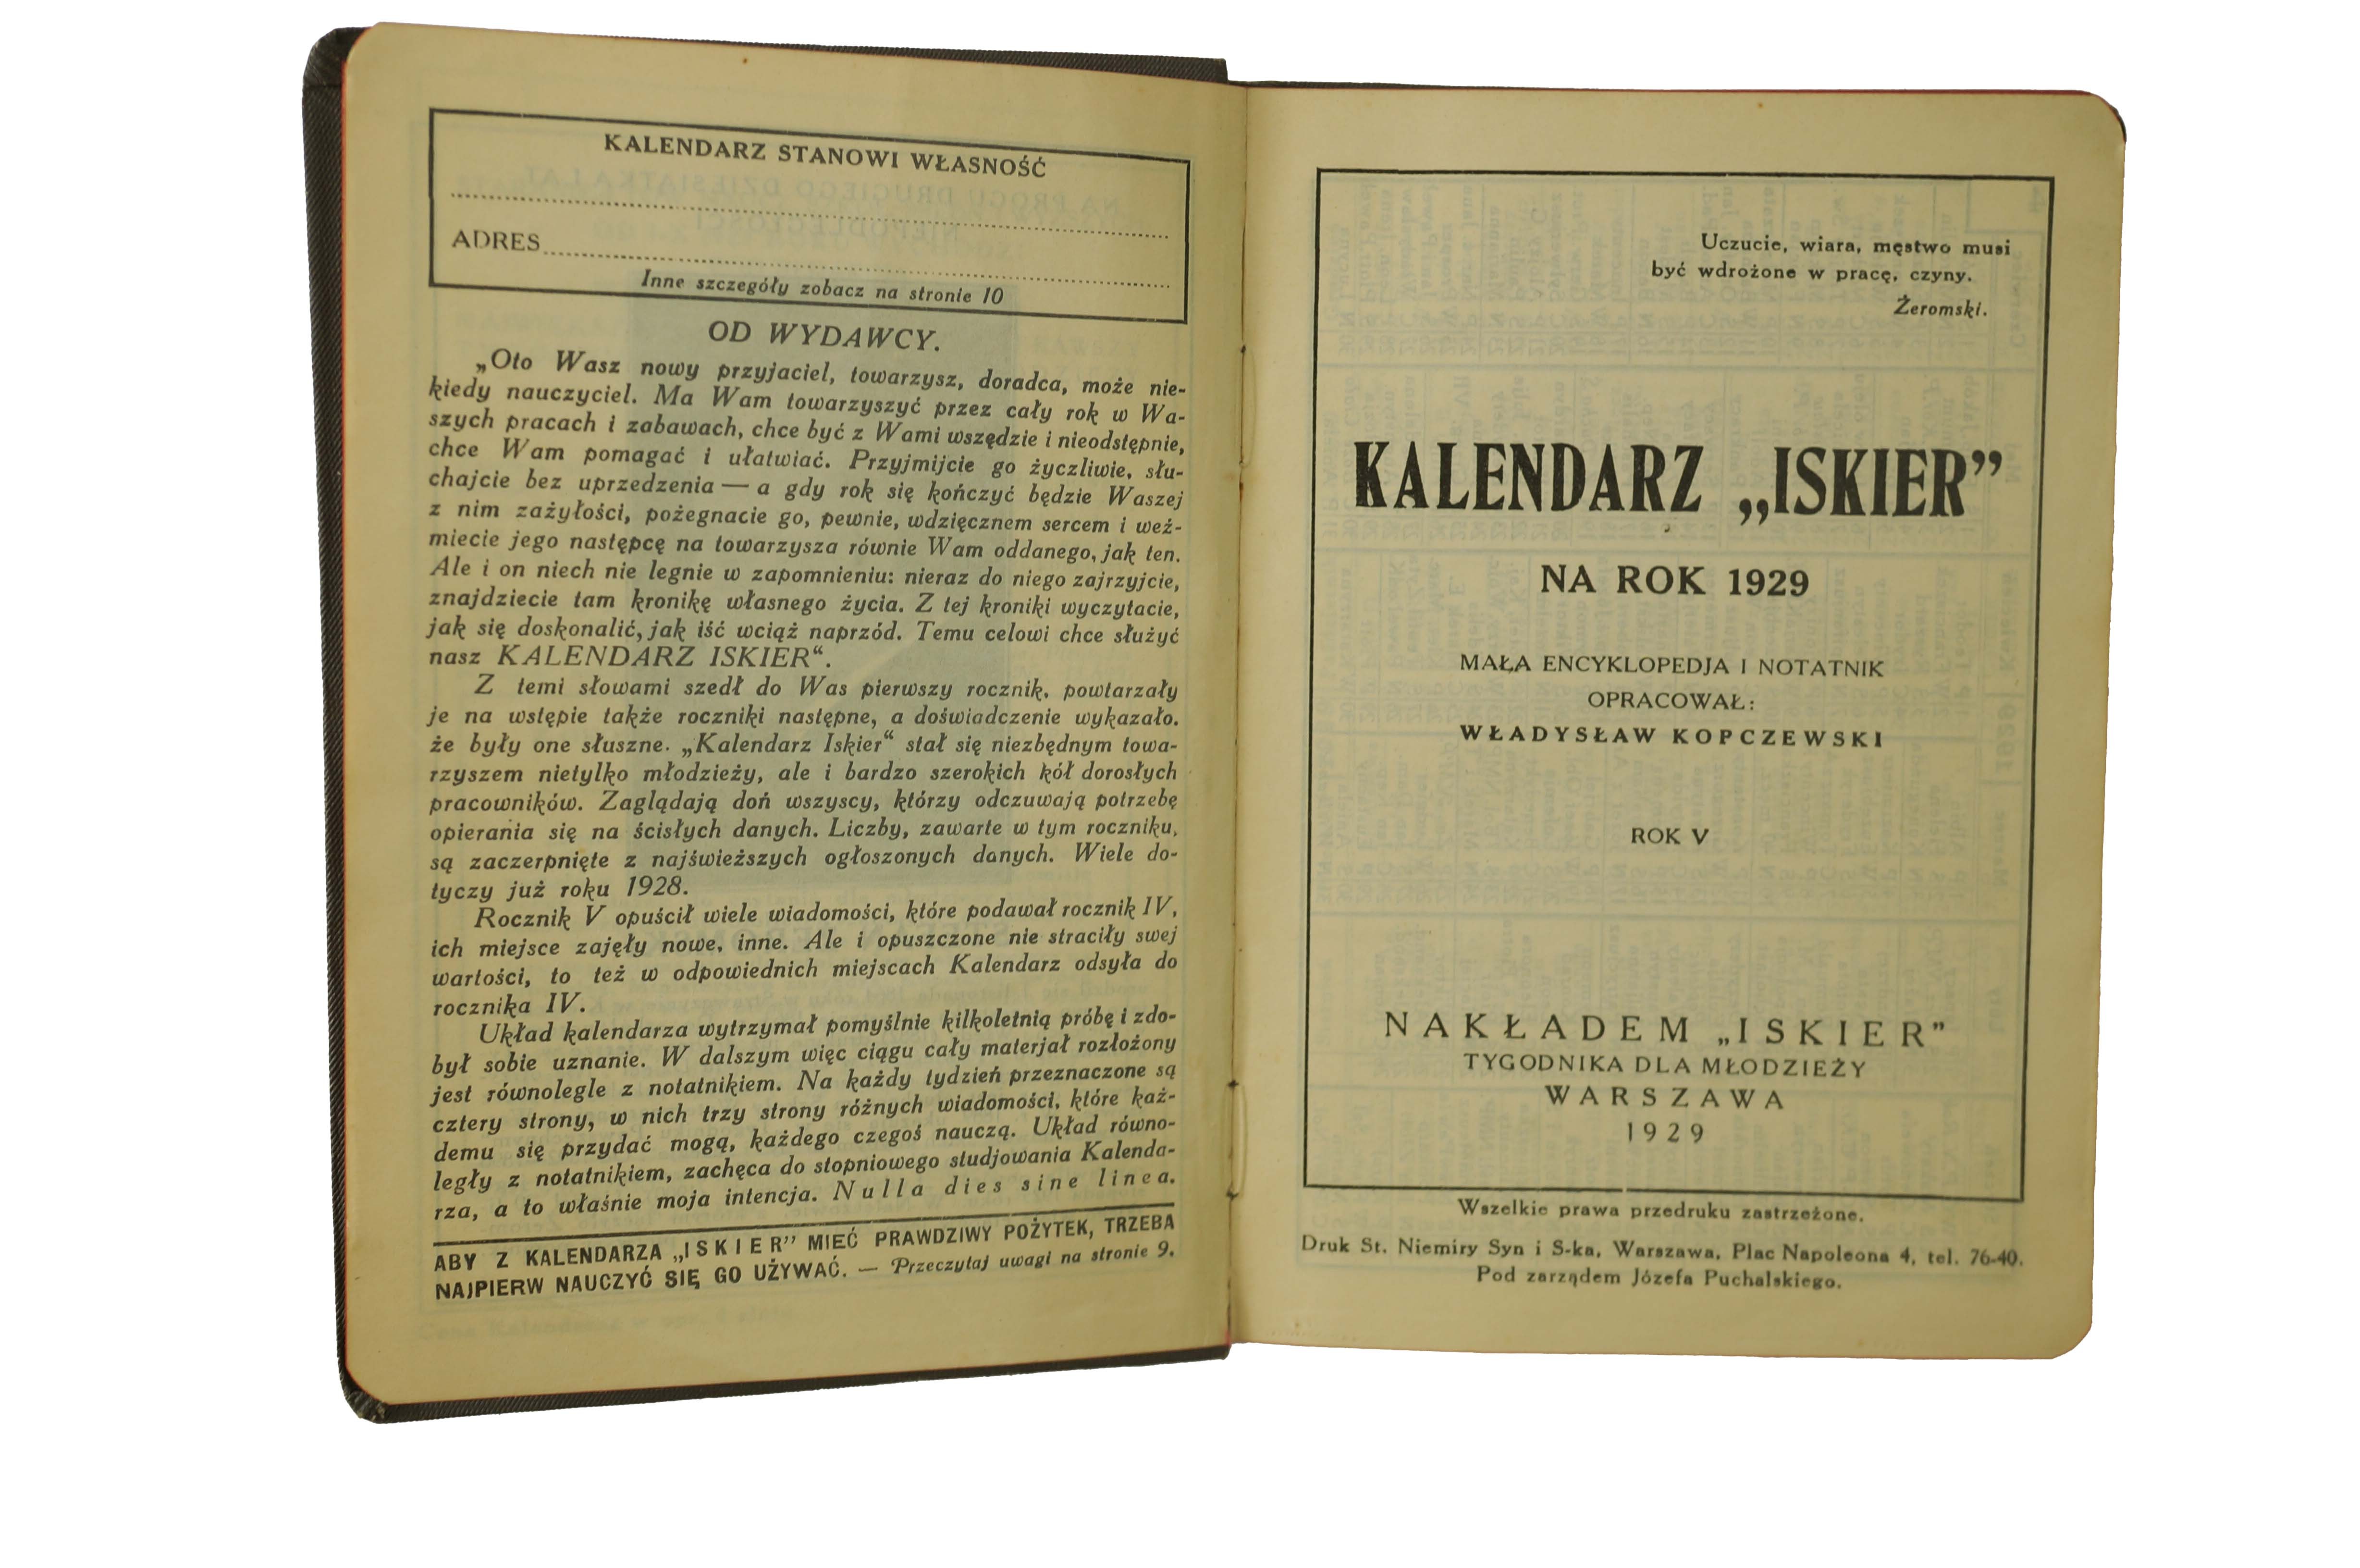 KALENDARZ STANOWI WŁASNOŚĆ
ADRES
Inne szczegóły zobacz na stronie 10
OD WYDAWCY.
„Oto Wasz nowy przyjaciel, towarzysz, doradca, może nie-
kiedy nauczyciel. Ma Wam towarzyszyć przez cały rok w Wa-
szych pracach i zabawach, chce być z Wami wszędzie i nieodstępnie,
chce Wam pomagać i ułatwiać. Przyjmijcie go życzliwie, słu-
chajcie bez uprzedzenia — a gdy rok się kończyć będzie Waszej
z nim zażyłości, pożegnacie go, pewnie, wdzięcznem sercem i weź-
miecie jego następcę na towarzysza równie Wam oddanego, jak ten.
Ale i on niech nie legnie w zapomnieniu: nieraz do niego zajrzyjcie,
znajdziecie tam kronikę własnego życia. Z tej kroniki wyczytacie,
jak się doskonalić, jak iść wciąż naprzód. Temu celowi chce służyć
nasz KALENDARZ ISKIER“.
Z temi słowami szedł do Was pierwszy rocznik, powtarzały
je na wstępie także roczniki następne, a doświadczenie wykazało.
że były one słuszne. „Kalendarz Iskier“ stał się niezbędnym towa-
rzyszem nietylko młodzieży, ale i bardzo szerokich kół dorosłych
pracowników. Zaglądają doń wszyscy, którzy odczuwają potrzebę
opierania się na ścisłych danych. Liczby, zawarte w tym roczniku,
są zaczerpnięte z najświeższych ogłoszonych danych. Wiele do-
tyczy już roku 1928.
Rocznik V opuścił wiele wiadomości, które podawał rocznik IV,
ich miejsce zajęły nowe, inne. Ale i opuszczone nie straciły swej
wartości, to też w odpowiednich miejscach Kalendarz odsyła do
rocznika IV.
Układ kalendarza wytrzymał pomyślnie kilkoletnią próbę i zdo-
był sobie uznanie. W dalszym więc ciągu cały materjał rozłożony
jest równolegle z notatnikiem. Na każdy tydzień przeznaczone są
cztery strony, w nich trzy strony różnych wiadomości, które każ-
demu się przydać mogą, każdego czegoś nauczą. Układ równo-
legły z notatnikiem, zachęca do stopniowego studjowania Kalenda-
rza, a to właśnie moja intencja. Nulla dies sine linea.
ABY Z KALENDARZA „ISKIER” MIEĆ PRAWDZIWY POŻYTEK, TRZEBA
NAJPIERW NAUCZYĆ SIĘ GO UŻYWAĆ. — Przeczytaj uwagi na stronie 9.
Uczucie, wiara, męstwo musi
być wdrożone w pracę, czyny.
Żeromski.
KALENDARZ „ISKIER”
NA ROK 1929
MAŁA ENCYKLOPEDJA I NOTATNIK
OPRACOWAŁ:
WŁADYSŁAW KOPCZEWSKI
ROK V
NAKŁADEM „ISKIER”
TYGODNIKA DLA MŁODZIEŻY
WARSZAWA
1929
Wszelkie prawa przedruku zastrzeżone.
Druk St. Niemiry Syn i S-ka, Warszawa, Plac Napoleona 4, tel. 76-40.
Pod zarządem Józefa Puchalskiego.